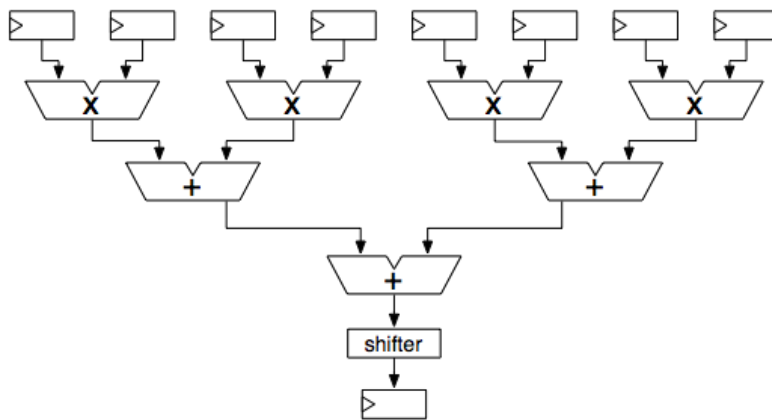 X X X X
+ +
+
shifter